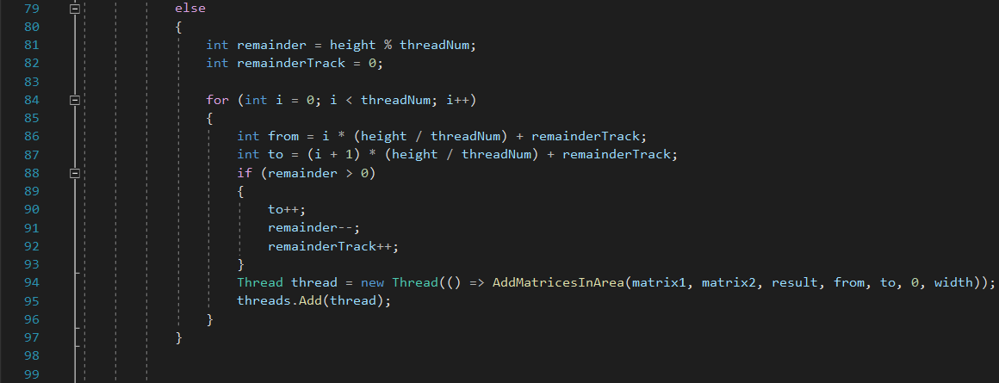 79 else
80 {
81 int remainder = height % threadNum;
82 int remainderTrack = 0;
83
84 for (int i = 0; i < threadNum; i++)
85 {
86 int from = i * (height / threadNum) + remainderTrack;
87 int to = (i + 1) * (height / threadNum) + remainderTrack;
88 if (remainder > 0)
89 {
90 to++;
91 remainder--;
92 remainderTrack++;
93 }
94 Thread thread = new Thread(() => AddMatricesInArea(matrix1, matrix2, result, from, to, 0, width));
95 threads.Add(thread);
96 }
97 }
98
99